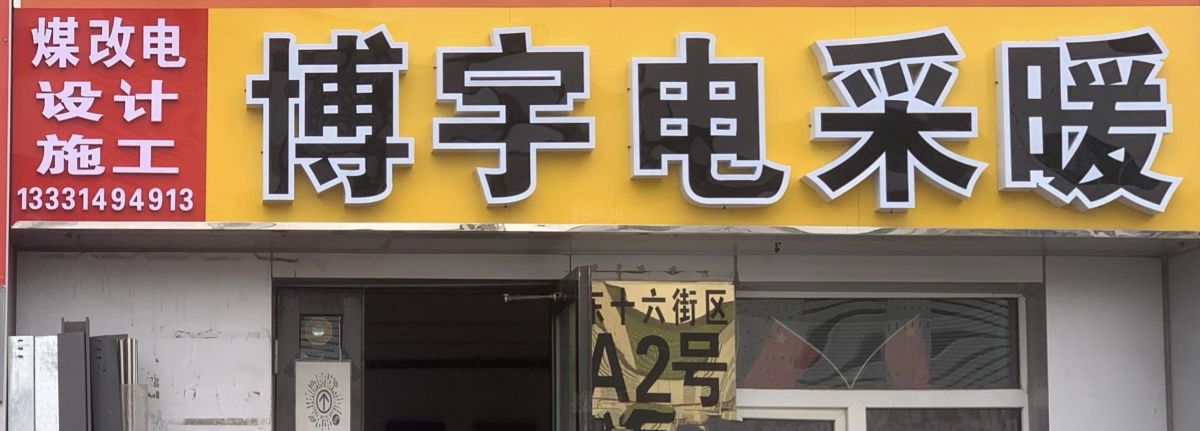 煤改电
设计
施工
13331494913
博宇电采暖
东十六街区
A2号